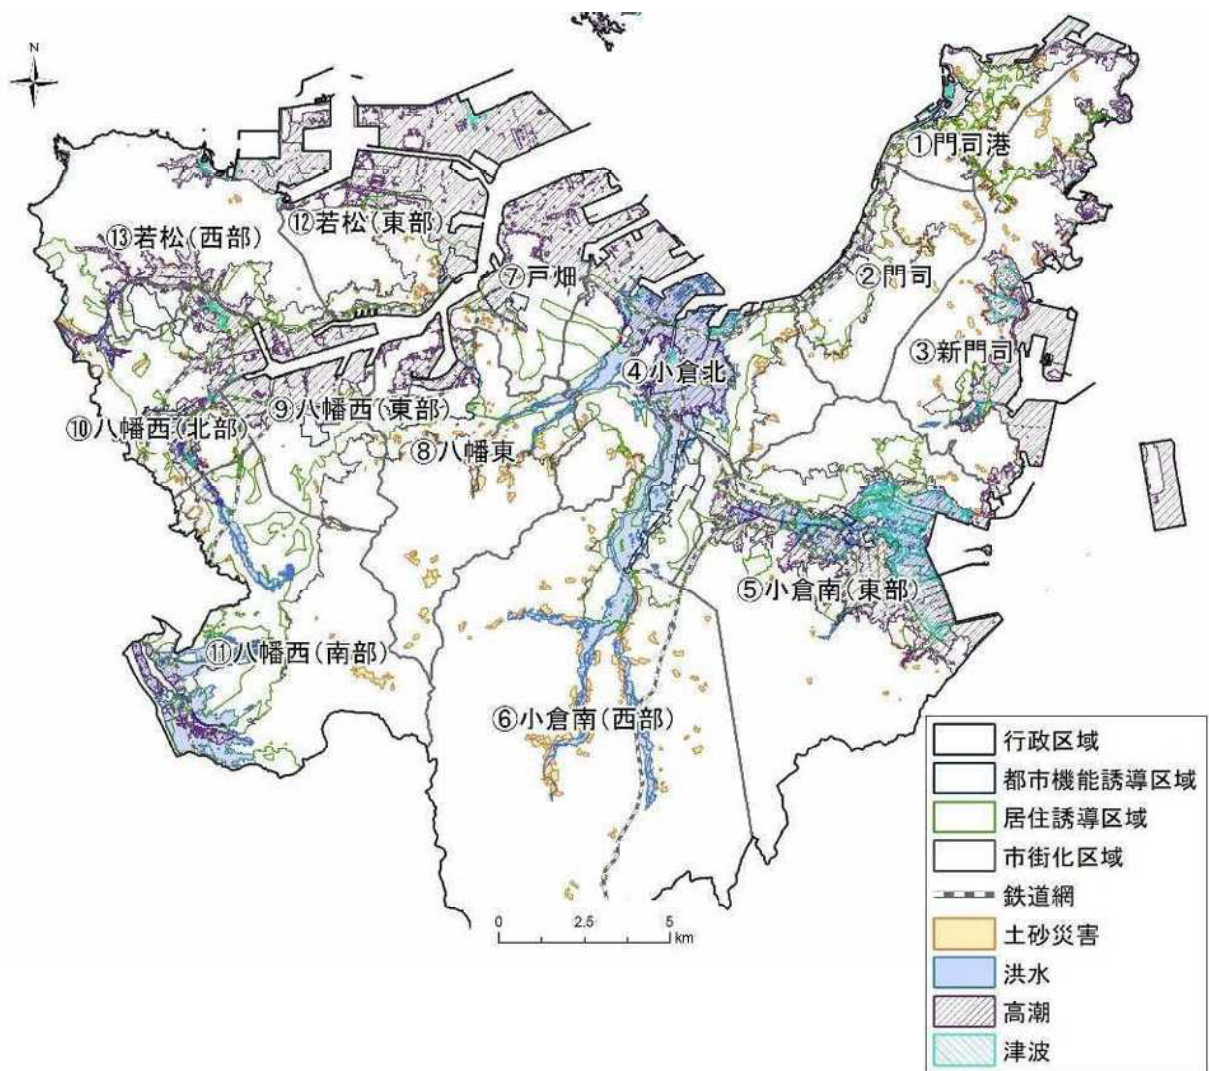 N
①門司港
⑫若松(東部)
⑬若松(西部)
⑦戸畑
②門司
③新門司
④小倉北
⑨八幡西(東部)
⑩八幡西(北部)
⑧八幡東
⑤小倉南(東部)
⑪八幡西(南部)
⑥小倉南(西部)
0 2.5 5
km
行政区域
都市機能誘導区域
居住誘導区域
市街化区域
鉄道網
土砂災害
洪水
高潮
津波